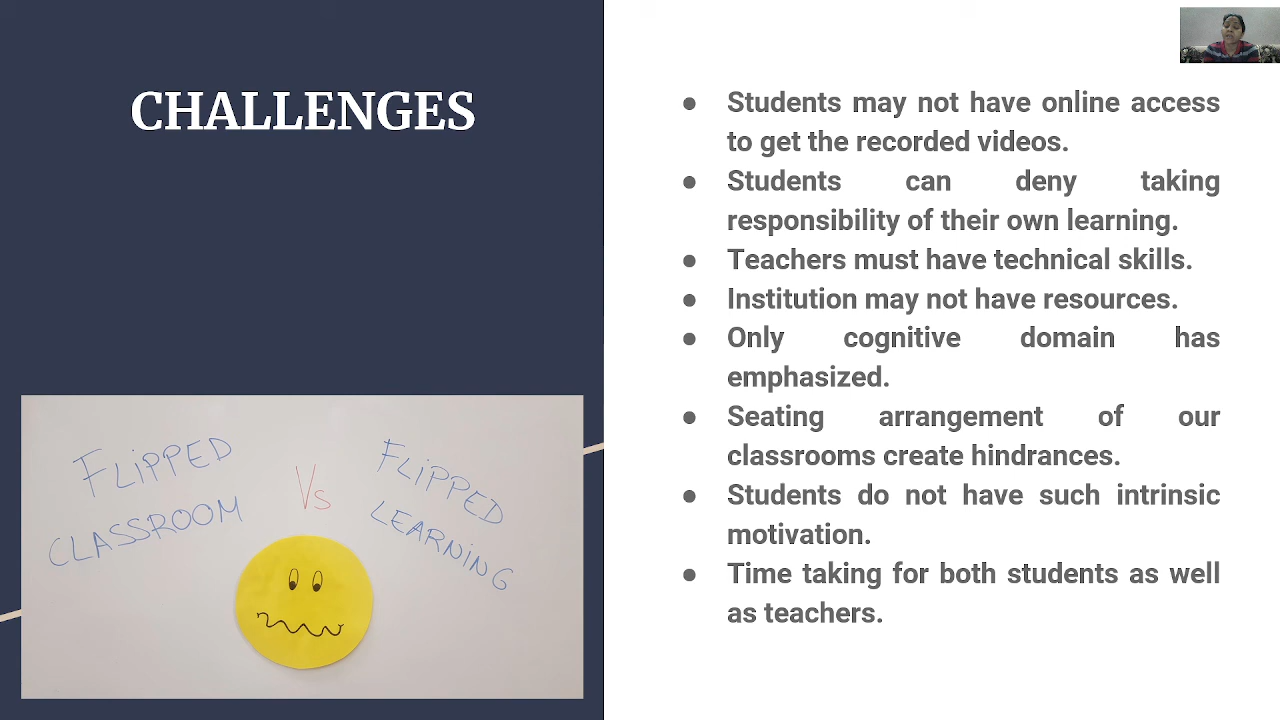 CHALLENGES
FLIPPED
CLASSROOM
Vs
FLIPPED
LEARNING
● Students may not have online access
to get the recorded videos.
● Students can deny taking
responsibility of their own learning.
● Teachers must have technical skills.
● Institution may not have resources.
● Only cognitive domain has
emphasized.
● Seating arrangement of our
classrooms create hindrances.
● Students do not have such intrinsic
motivation.
● Time taking for both students as well
as teachers.